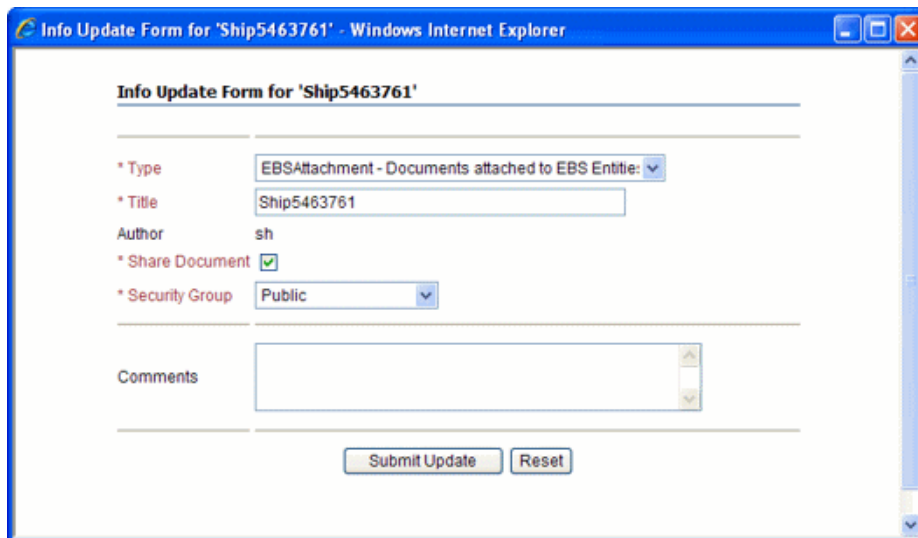 Info Update Form for 'Ship5463761' - Windows Internet Explorer
Info Update Form for 'Ship5463761'
* Type EBSAttachment - Documents attached to EBS Entities
* Title Ship5463761
Author sh
* Share Document
* Security Group Public
Comments
Submit Update Reset